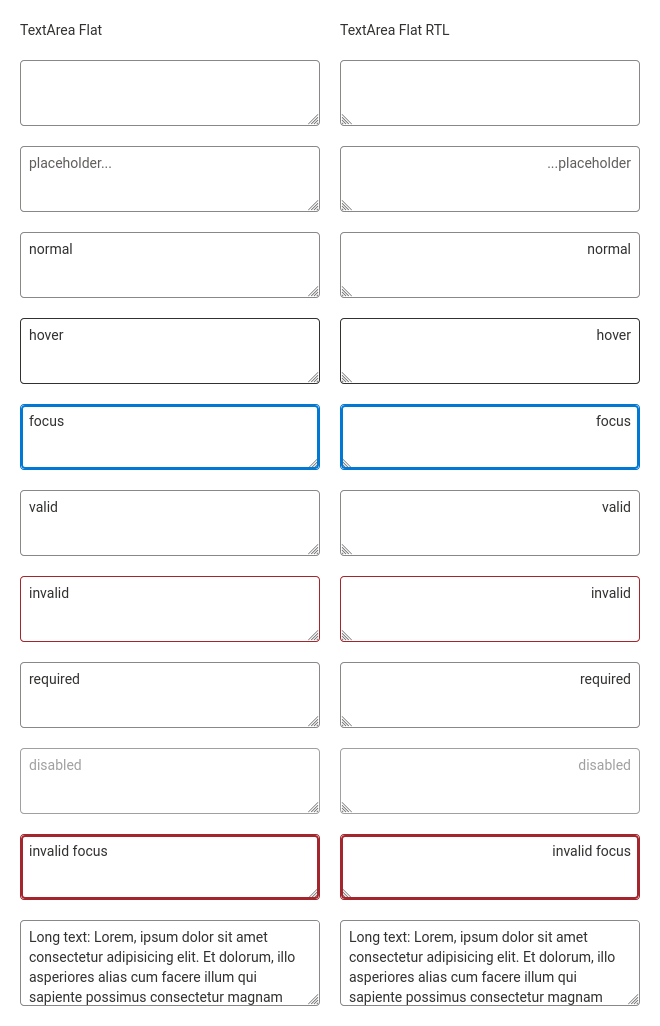 TextArea Flat
TextArea Flat RTL
placeholder...
...placeholder
normal
normal
hover
hover
focus
focus
valid
valid
invalid
invalid
required
required
disabled
disabled
invalid focus
invalid focus
Long text: Lorem, ipsum dolor sit amet
consectetur adipisicing elit. Et dolorum, illo
asperiores alias cum facere illum qui
sapiente possimus consectetur magnam
Long text: Lorem, ipsum dolor sit amet
consectetur adipisicing elit. Et dolorum, illo
asperiores alias cum facere illum qui
sapiente possimus consectetur magnam